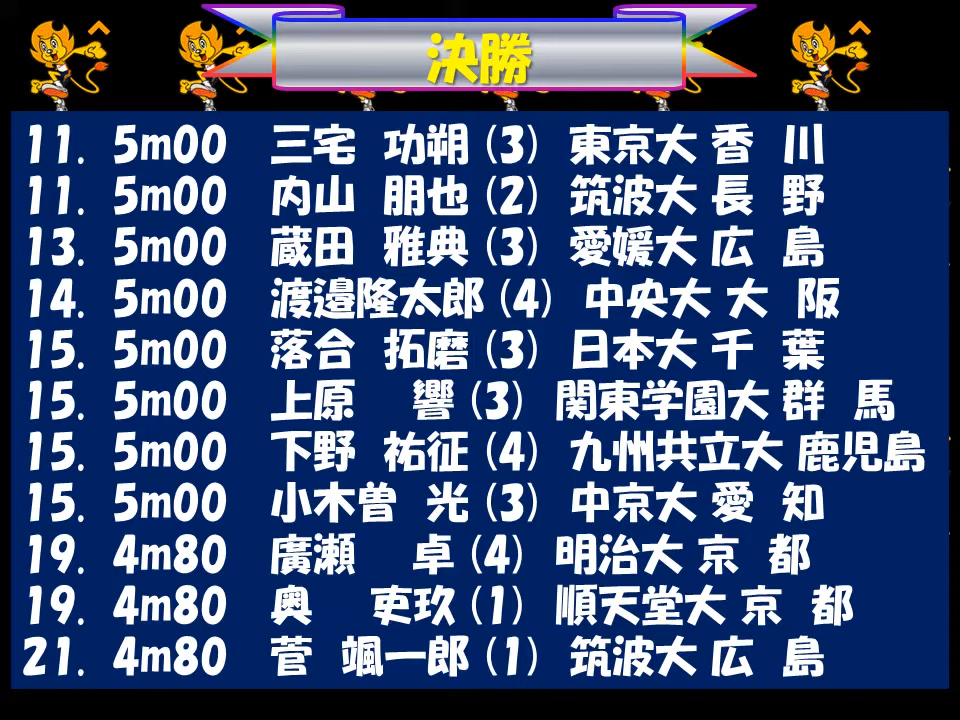 決勝
11. 5m00 三宅 功朔 (3) 東京大 香 川
11. 5m00 内山 朋也 (2) 筑波大 長 野
13. 5m00 蔵田 雅典 (3) 愛媛大 広 島
14. 5m00 渡邉隆太郎 (4) 中央大 大 阪
15. 5m00 落合 拓磨 (3) 日本大 千 葉
15. 5m00 上原 響 (3) 関東学園大 群 馬
15. 5m00 下野 祐征 (4) 九州共立大 鹿児島
15. 5m00 小木曽 光 (3) 中京大 愛 知
19. 4m80 廣瀬 卓 (4) 明治大 京 都
19. 4m80 奥 吏玖 (1) 順天堂大 京 都
21. 4m80 菅 颯一郎 (1) 筑波大 広 島